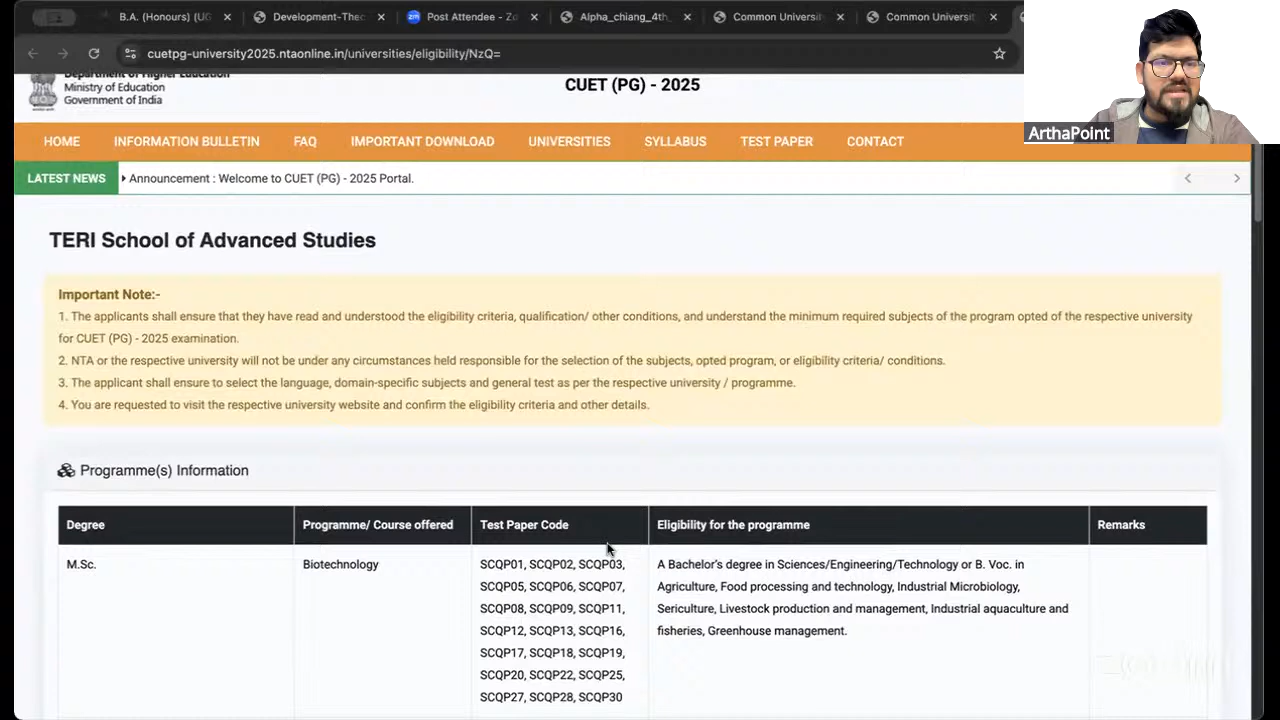 B.A. (Honours) (UG
Development-Theo
Post Attendee - Zo
Alpha_chiang_4th_
Common Universit
Common Universit
cuetpg-university2025.ntaonline.in/universities/eligibility/NzQ=
Department of Higher Education
Ministry of Education
Government of India
CUET (PG) - 2025
ArthaPoint
HOME INFORMATION BULLETIN FAQ IMPORTANT DOWNLOAD UNIVERSITIES SYLLABUS TEST PAPER CONTACT
LATEST NEWS Announcement : Welcome to CUET (PG) - 2025 Portal.
TERI School of Advanced Studies
Important Note:-
1. The applicants shall ensure that they have read and understood the eligibility criteria, qualification/ other conditions, and understand the minimum required subjects of the program opted of the respective university
for CUET (PG) - 2025 examination.
2. NTA or the respective university will not be under any circumstances held responsible for the selection of the subjects, opted program, or eligibility criteria/ conditions.
3. The applicant shall ensure to select the language, domain-specific subjects and general test as per the respective university / programme.
4. You are requested to visit the respective university website and confirm the eligibility criteria and other details.
Programme(s) Information
Degree Programme/ Course offered Test Paper Code Eligibility for the programme Remarks
M.Sc. Biotechnology SCQP01, SCQP02, SCQP03, A Bachelor's degree in Sciences/Engineering/Technology or B. Voc. in
SCQP05, SCQP06, SCQP07, Agriculture, Food processing and technology, Industrial Microbiology,
SCQP08, SCQP09, SCQP11, Sericulture, Livestock production and management, Industrial aquaculture and
SCQP12, SCQP13, SCQP16, fisheries, Greenhouse management.
SCQP17, SCQP18, SCQP19,
SCQP20, SCQP22, SCQP25,
SCQP27, SCQP28, SCQP30